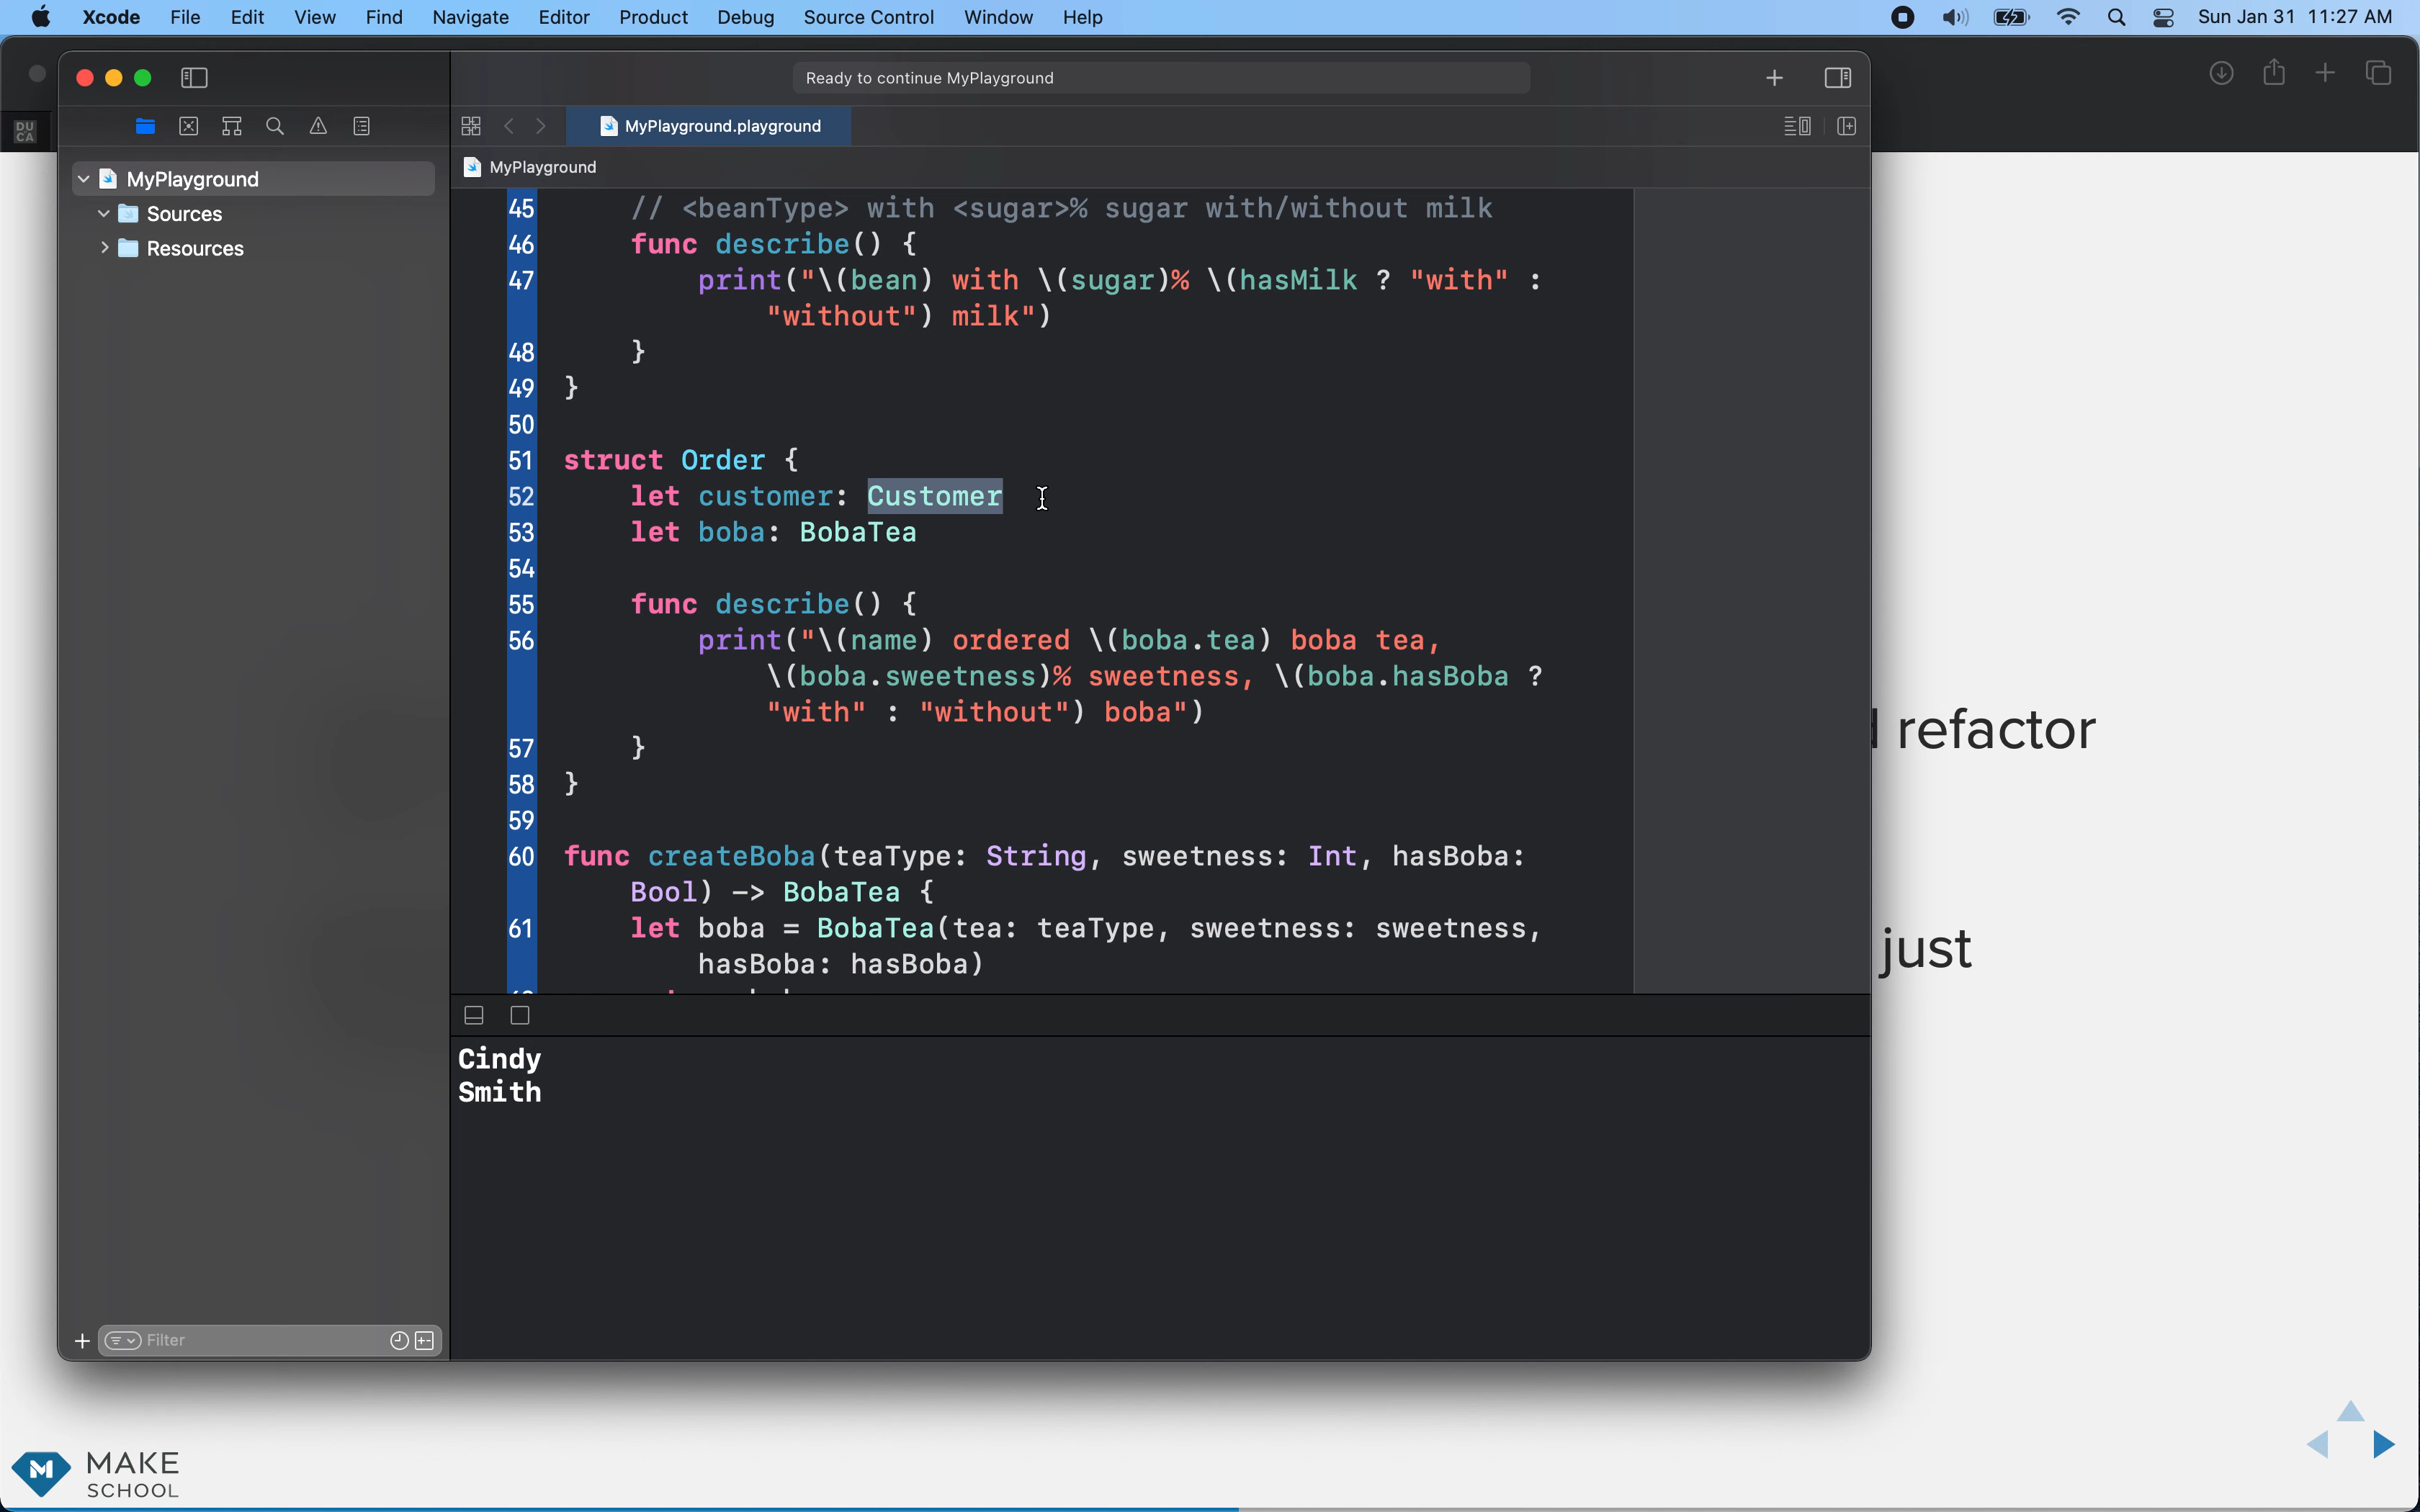 Xcode File Edit View Find Navigate Editor Product Debug Source Control Window Help Sun Jan 31 11:27 AM
Ready to continue MyPlayground
DU
CA
MyPlayground.playground
MyPlayground
MyPlayground
Sources
Resources
45 // <beanType> with <sugar>% sugar with/without milk
46 func describe() {
47 print("\(bean) with \(sugar)% \(hasMilk ? "with" :
"without") milk")
48 }
49 }
50
51 struct Order {
52 let customer: Customer
53 let boba: BobaTea
54
55 func describe() {
56 print("\(name) ordered \(boba.tea) boba tea,
\(boba.sweetness)% sweetness, \(boba.hasBoba ?
"with" : "without") boba")
57 }
58 }
59
60 func createBoba(teaType: String, sweetness: Int, hasBoba:
Bool) -> BobaTea {
61 let boba = BobaTea(tea: teaType, sweetness: sweetness,
hasBoba: hasBoba)
Cindy
Smith
Filter
refactor
just
MAKE
SCHOOL